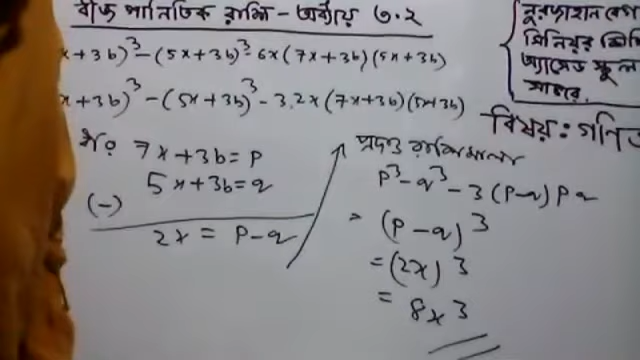 বীজ গানিতিক রাশি - অধ্যায় ৩.২
x+3b)³-(5x+3b)³-6x(7x+3b)(5x+3b)
x+3b)³-(5x+3b)³-3.2x(7x+3b)(5x+3b)
ধর 7x+3b=p
5x+3b=q
(-)
2x = p-q
প্রদত্ত রাশিমালা
p³-q³-3(p-q)pq
= (p-q)³
=(2x)³
= 8x³
নূরজাহান বেগ
সিনিয়র শি
স্কুল
সাভার.
বিষয়: গনিত